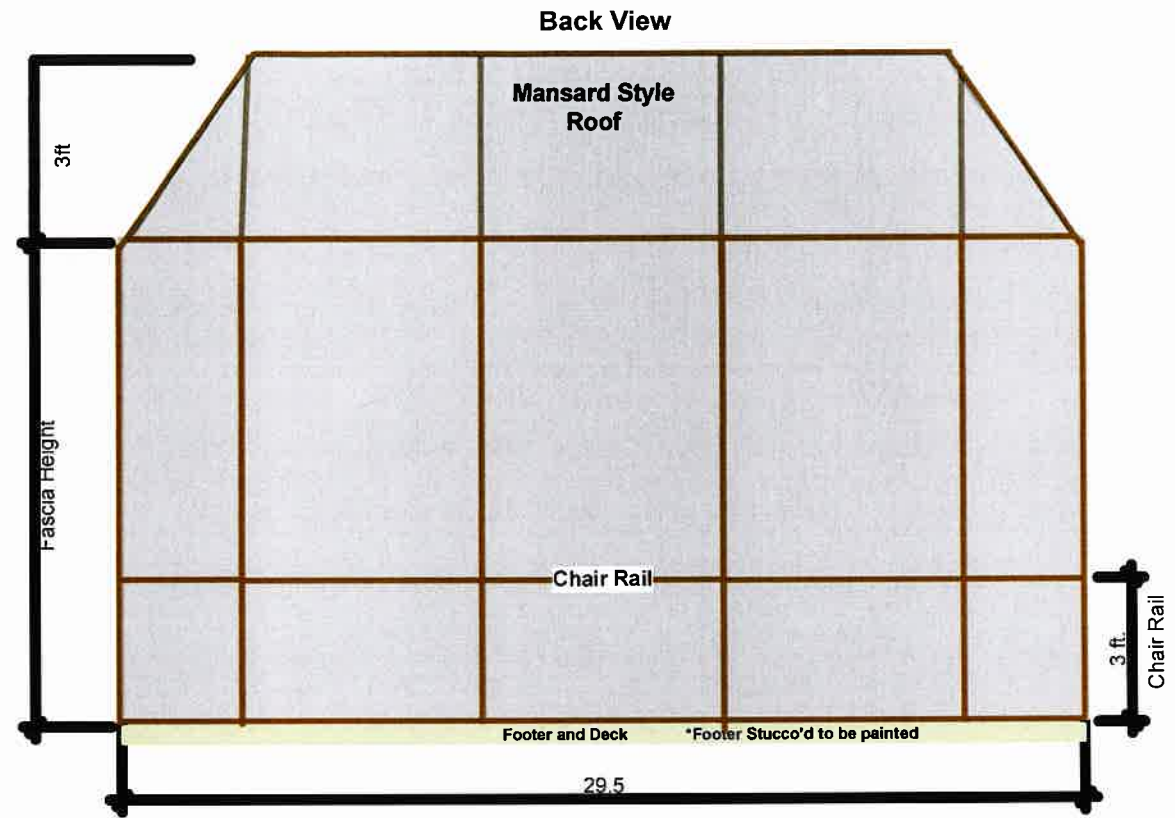 Back View
Mansard Style
Roof
3ft
Fascia Height
Chair Rail
3 ft.
Chair Rail
Footer and Deck
*Footer Stucco'd to be painted
29.5